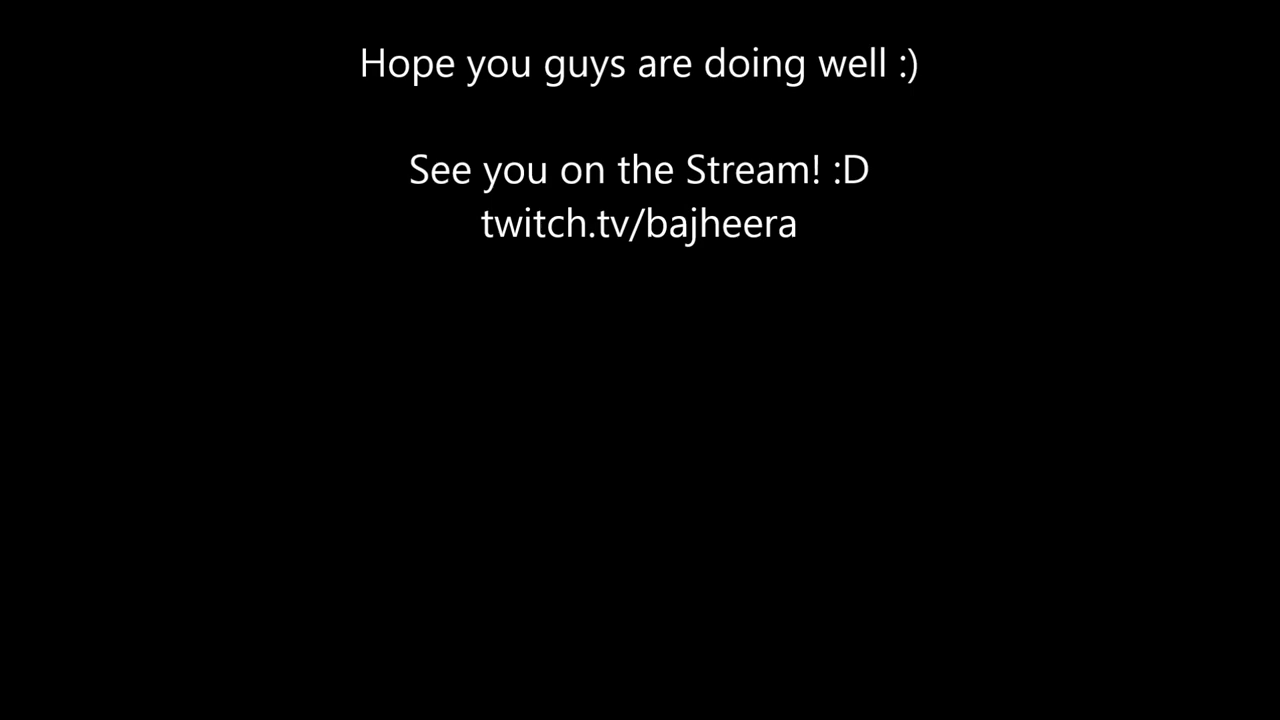 Hope you guys are doing well :)
See you on the Stream! :D
twitch.tv/bajheera